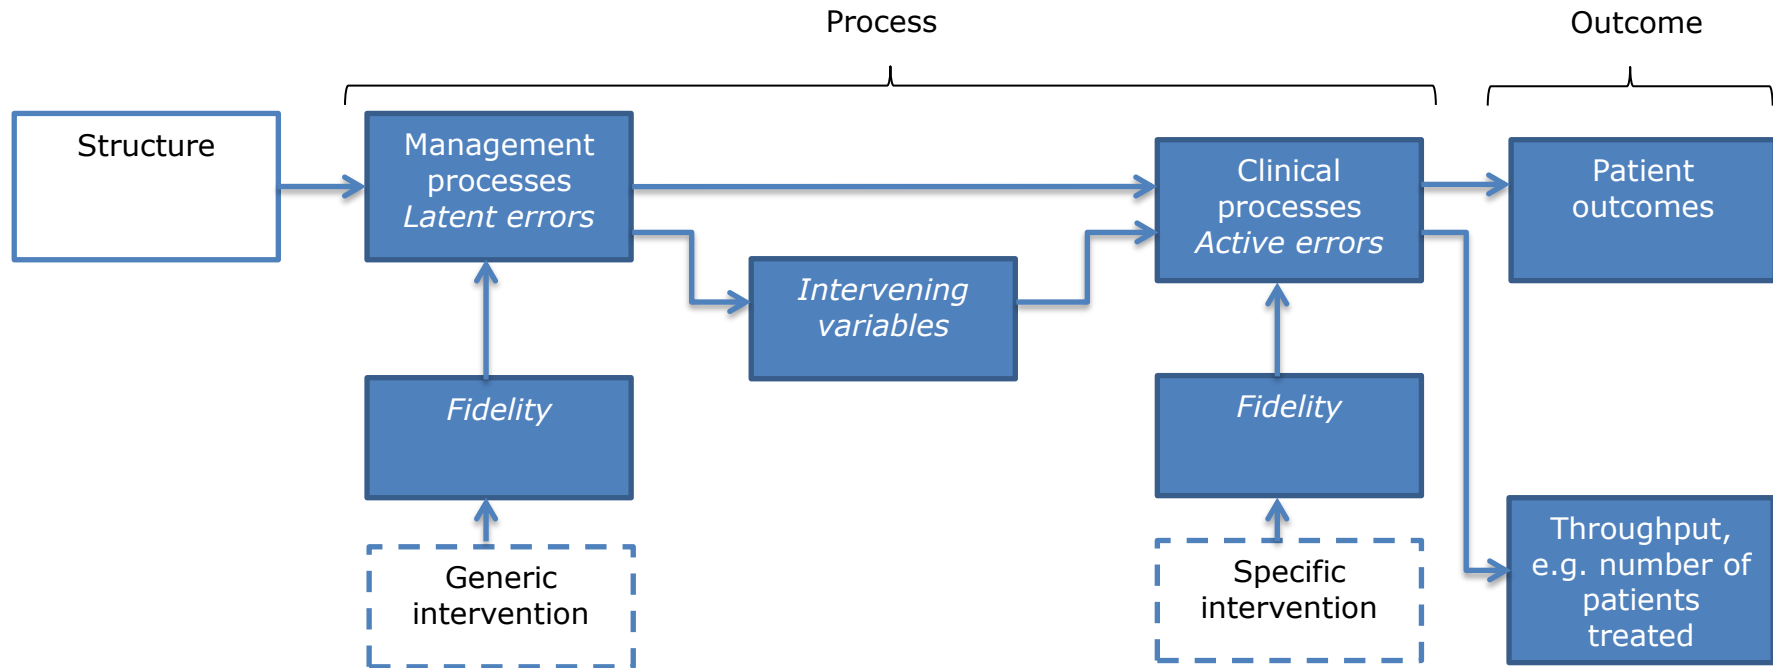 Process
Outcome
Structure
Management
processes
Latent errors
Clinical
processes
Active errors
Patient
outcomes
Intervening
variables
Fidelity
Fidelity
Generic
intervention
Specific
intervention
Throughput,
e.g. number of
patients
treated